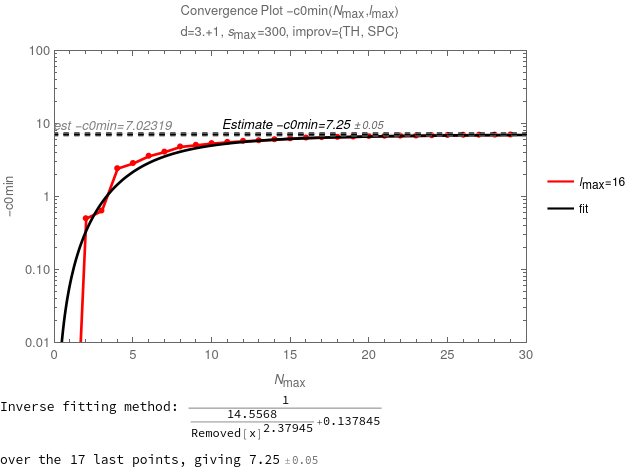 Convergence Plot −c0min(Nmax,lmax)
d=3.+1, smax=300, improv={TH, SPC}
100
10
1
0.10
0.01
−c0min
est −c0min=7.02319
Estimate −c0min=7.25 ±0.05
lmax=16
fit
0 5 10 15 20 25 30
Nmax
Inverse fitting method:
1
14.5568
Removed[x]^2.37945 +0.137845
over the 17 last points, giving 7.25 ±0.05